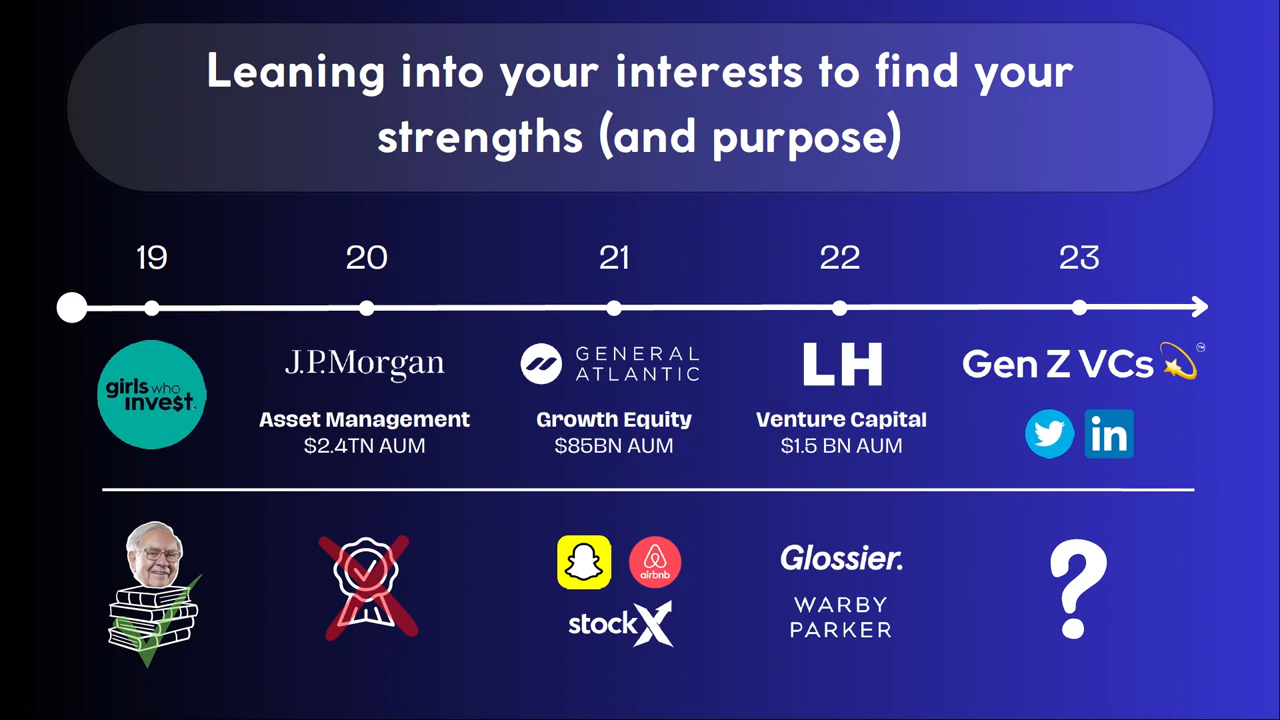 Leaning into your interests to find your
strengths (and purpose)
19
20
21
22
23
girls who
inve$t.
J.P.Morgan
Asset Management
$2.4TN AUM
GENERAL
ATLANTIC
Growth Equity
$85BN AUM
LH
Venture Capital
$1.5 BN AUM
Gen Z VCs TM
in
airbnb
stockX
Glossier.
WARBY
PARKER
?